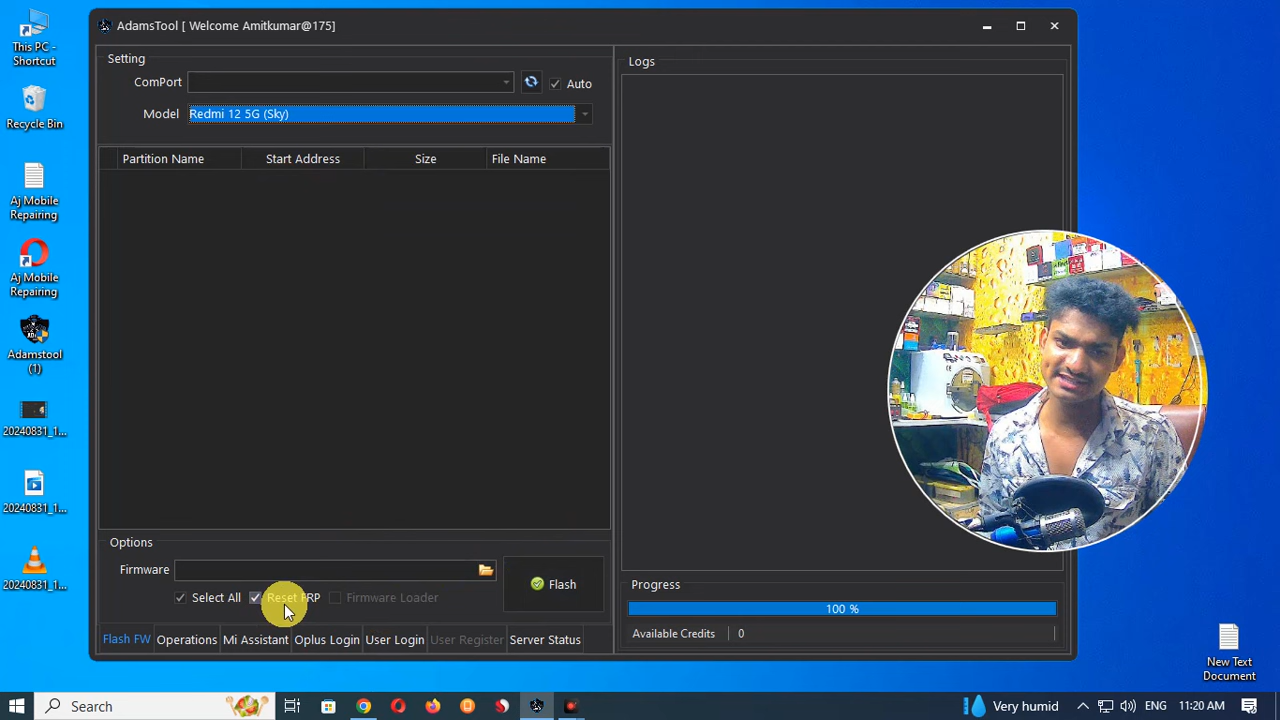 This PC -
Shortcut
Recycle Bin
Aj Mobile
Repairing
Aj Mobile
Repairing
Adamstool
(1)
20240831_1...
20240831_1...
20240831_1...
AdamsTool [ Welcome Amitkumar@175]
Setting
ComPort
Auto
Model
Redmi 12 5G (Sky)
Partition Name
Start Address
Size
File Name
Options
Firmware
Flash
Select All
Reset FRP
Firmware Loader
Flash FW
Operations
Mi Assistant
Oplus Login
User Login
User Register
Server Status
Logs
Progress
100 %
Available Credits
0
New Text
Document
Search
Very humid
ENG
11:20 AM